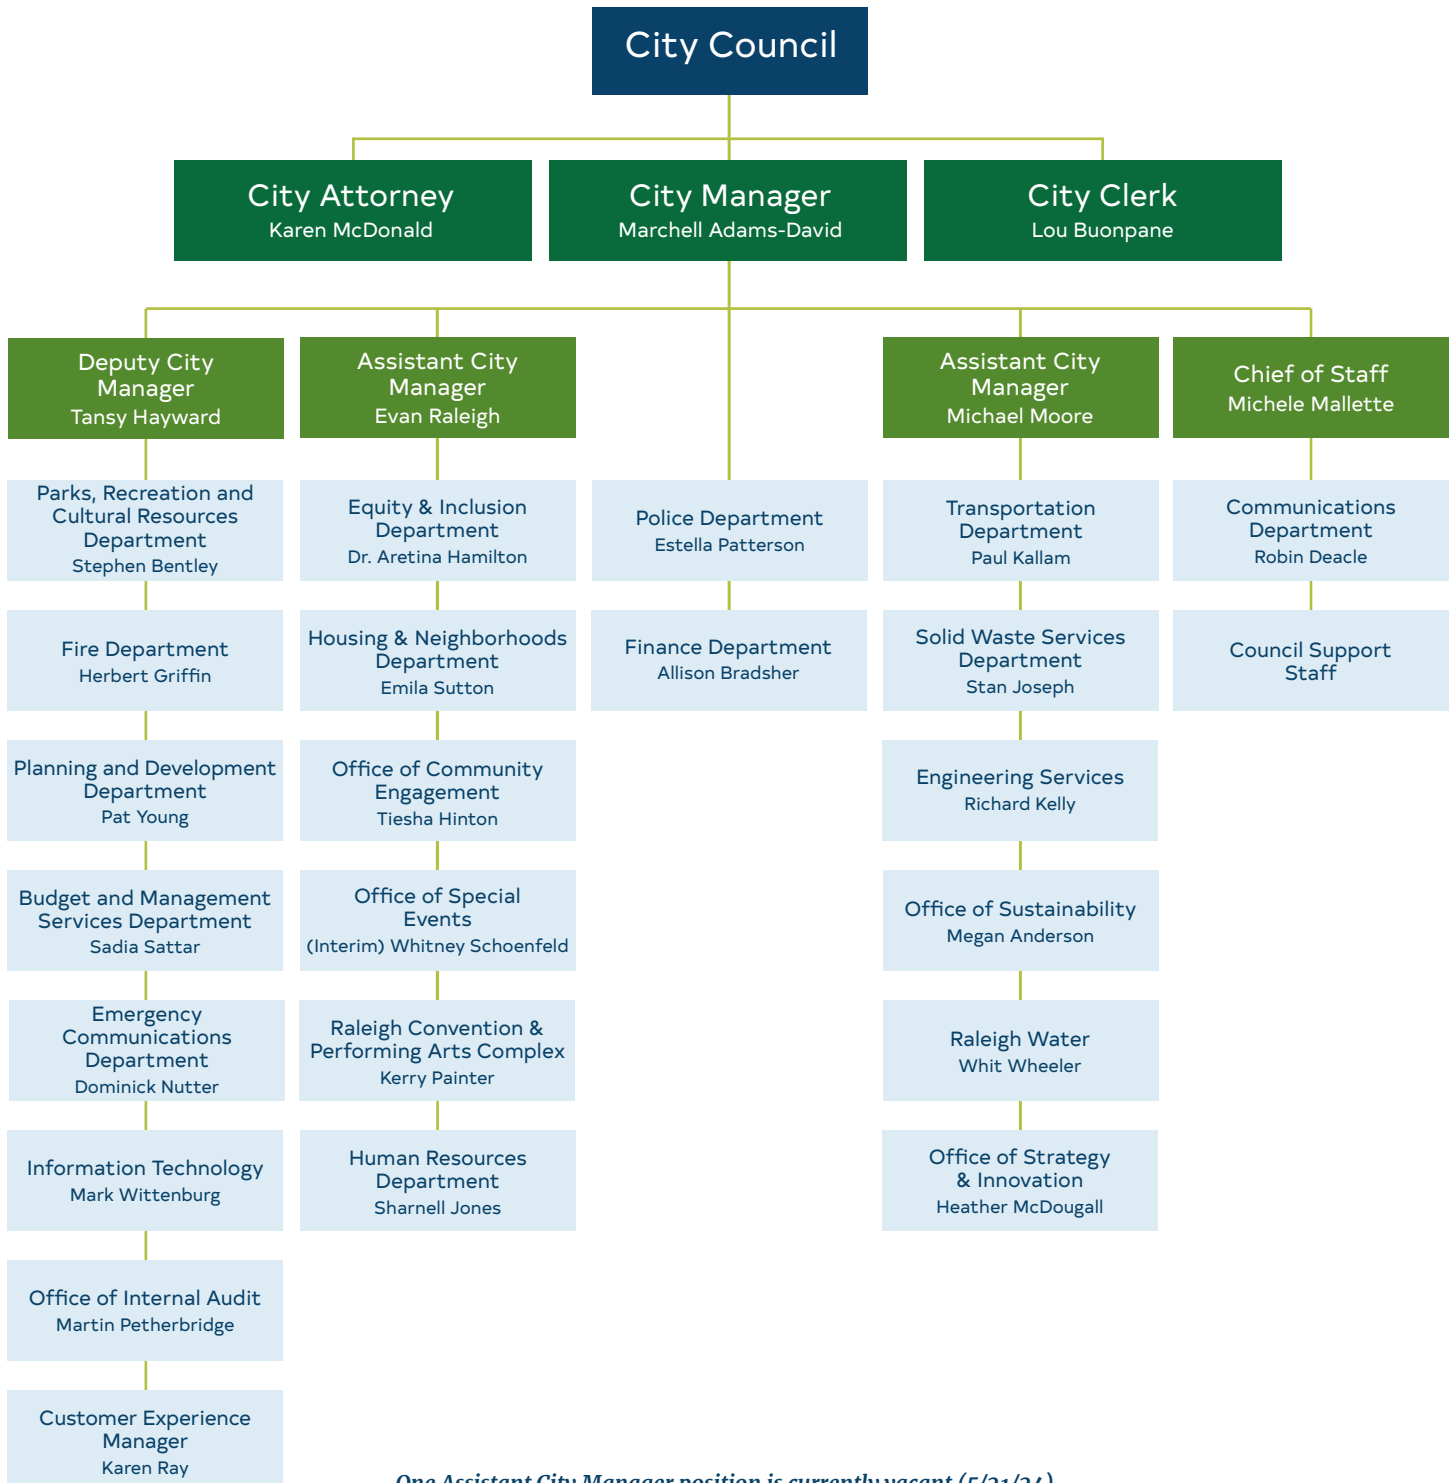 City Council
City Attorney
Karen McDonald
City Manager
Marchell Adams-David
City Clerk
Lou Buonpane
Deputy City
Manager
Tansy Hayward
Assistant City
Manager
Evan Raleigh
Assistant City
Manager
Michael Moore
Chief of Staff
Michele Mallette
Parks, Recreation and
Cultural Resources
Department
Stephen Bentley
Equity & Inclusion
Department
Dr. Aretina Hamilton
Police Department
Estella Patterson
Transportation
Department
Paul Kallam
Communications
Department
Robin Deacle
Fire Department
Herbert Griffin
Housing & Neighborhoods
Department
Emila Sutton
Finance Department
Allison Bradsher
Solid Waste Services
Department
Stan Joseph
Council Support
Staff
Planning and Development
Department
Pat Young
Office of Community
Engagement
Tiesha Hinton
Engineering Services
Richard Kelly
Budget and Management
Services Department
Sadia Sattar
Office of Special
Events
(Interim) Whitney Schoenfeld
Office of Sustainability
Megan Anderson
Emergency
Communications
Department
Dominick Nutter
Raleigh Convention &
Performing Arts Complex
Kerry Painter
Raleigh Water
Whit Wheeler
Information Technology
Mark Wittenburg
Human Resources
Department
Sharnell Jones
Office of Strategy
& Innovation
Heather McDougall
Office of Internal Audit
Martin Petherbridge
Customer Experience
Manager
Karen Ray
One Assistant City Manager position is currently vacant (5/31/24)